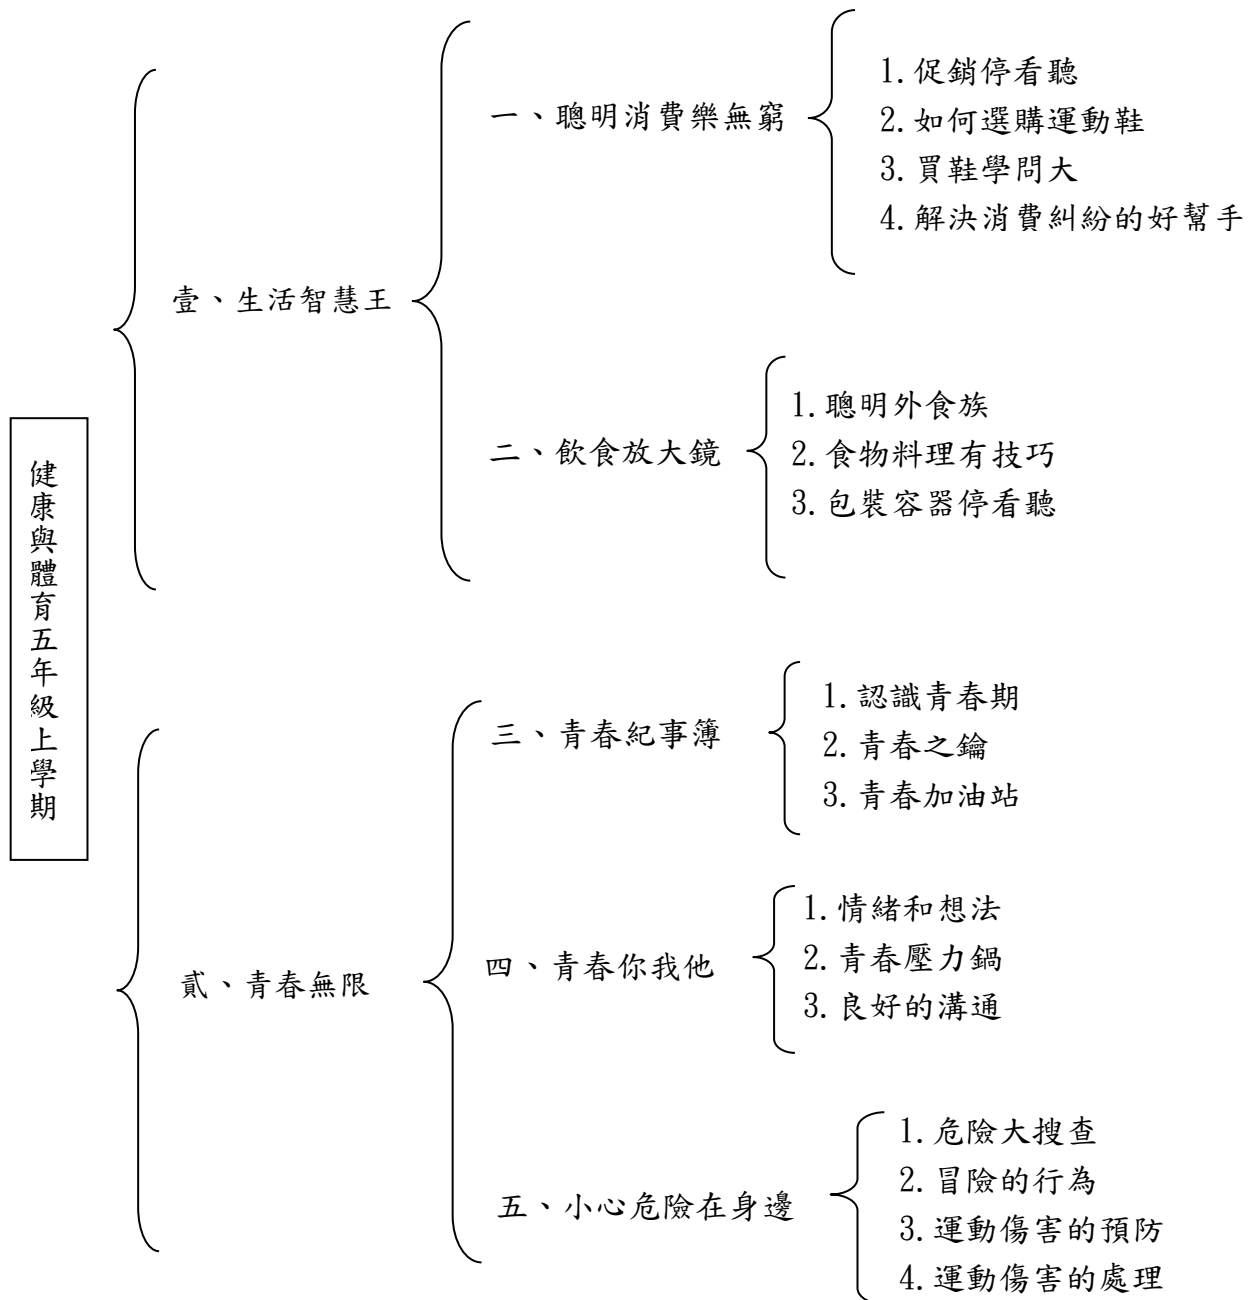 健康與體育五年級上學期
壹、生活智慧王
一、聰明消費樂無窮
1.促銷停看聽
2.如何選購運動鞋
3.買鞋學問大
4.解決消費糾紛的好幫手
二、飲食放大鏡
1.聰明外食族
2.食物料理有技巧
3.包裝容器停看聽
貳、青春無限
三、青春紀事簿
1.認識青春期
2.青春之鑰
3.青春加油站
四、青春你我他
1.情緒和想法
2.青春壓力鍋
3.良好的溝通
五、小心危險在身邊
1.危險大搜查
2.冒險的行為
3.運動傷害的預防
4.運動傷害的處理